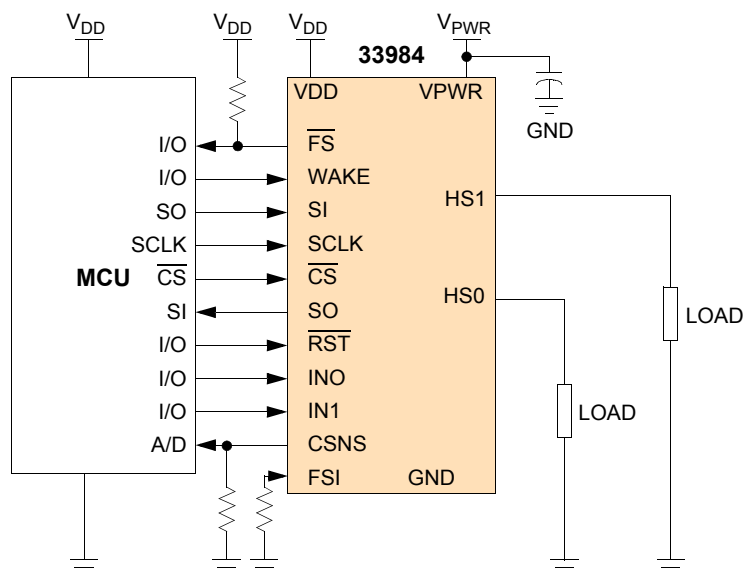 VDD VDD VDD VPWR
33984
VDD VPWR
GND
I/O FS
I/O WAKE
HS1
SO SI
SCLK SCLK
MCU CS CS
HS0
SI SO
LOAD
I/O RST
I/O INO
I/O IN1
LOAD
A/D CSNS
FSI GND